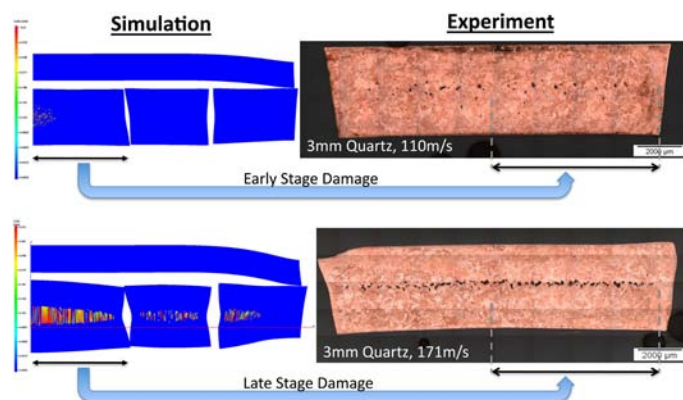 Simulation
Experiment
3mm Quartz, 110m/s
2000 µm
Early Stage Damage
3mm Quartz, 171m/s
2000 µm
Late Stage Damage